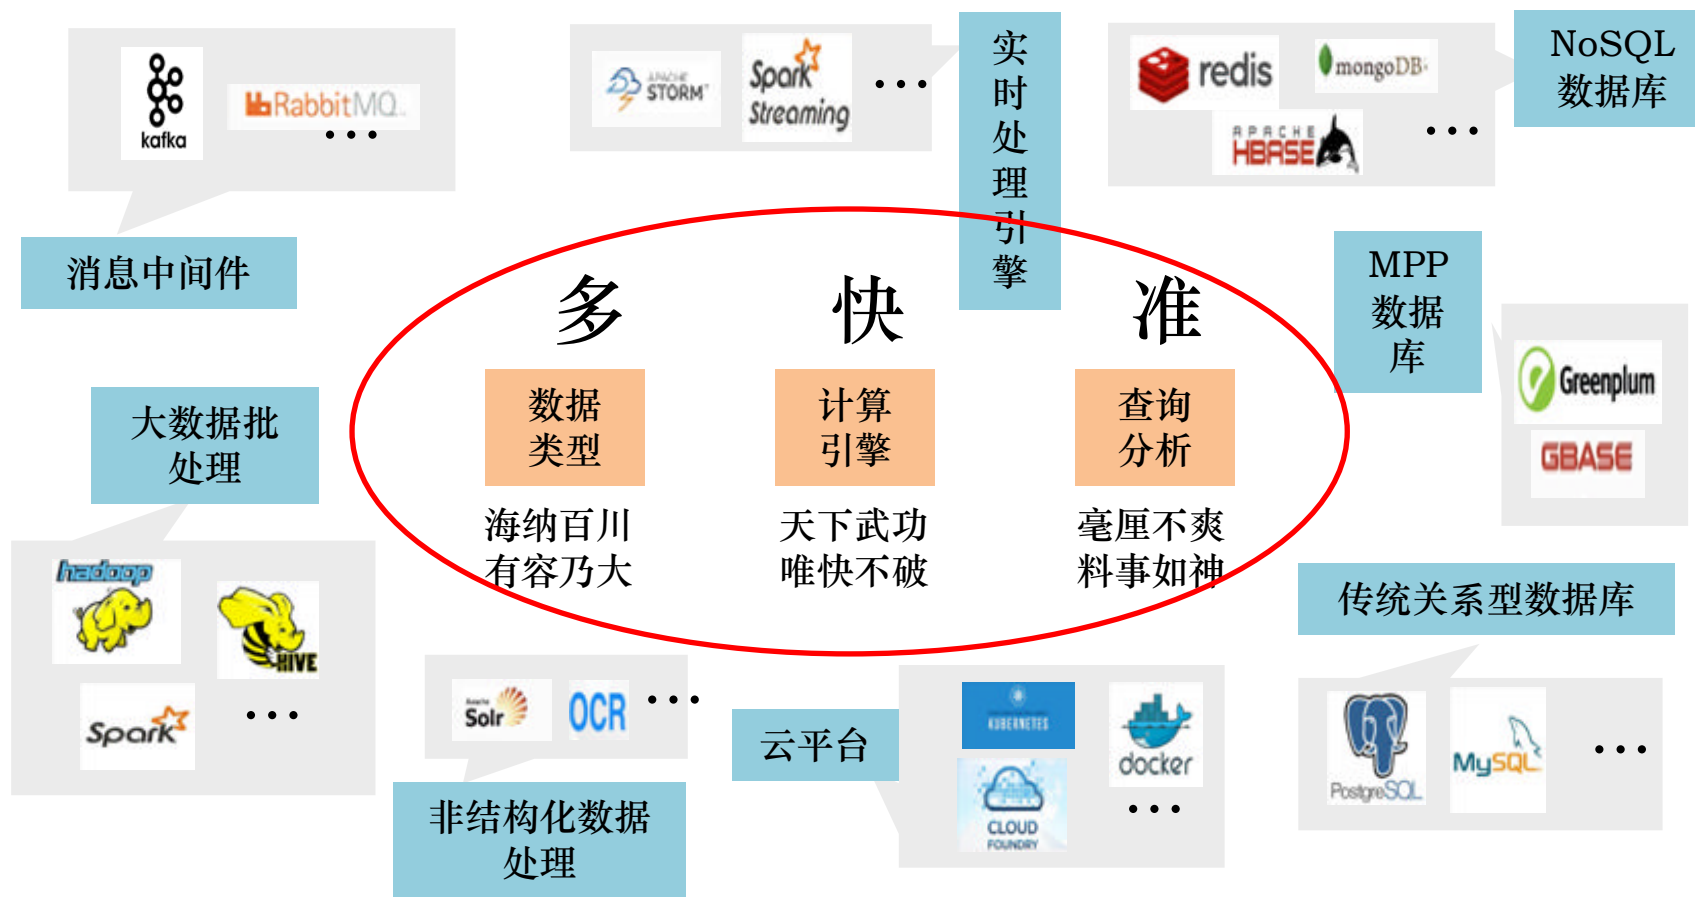 kafka
RabbitMQ
...
消息中间件
APACHE
STORM
Spark
Streaming
...
实时处理引擎
redis
mongoDB
APACHE
HBASE
...
NoSQL
数据库
多
快
准
数据
类型
计算
引擎
查询
分析
海纳百川
有容乃大
天下武功
唯快不破
毫厘不爽
料事如神
MPP
数据
库
Greenplum
GBASE
大数据批
处理
hadoop
HIVE
Spark
...
Solr
OCR
...
非结构化数据
处理
云平台
KUBERNETES
CLOUD
FOUNDRY
docker
...
传统关系型数据库
PostgreSQL
MySQL
...